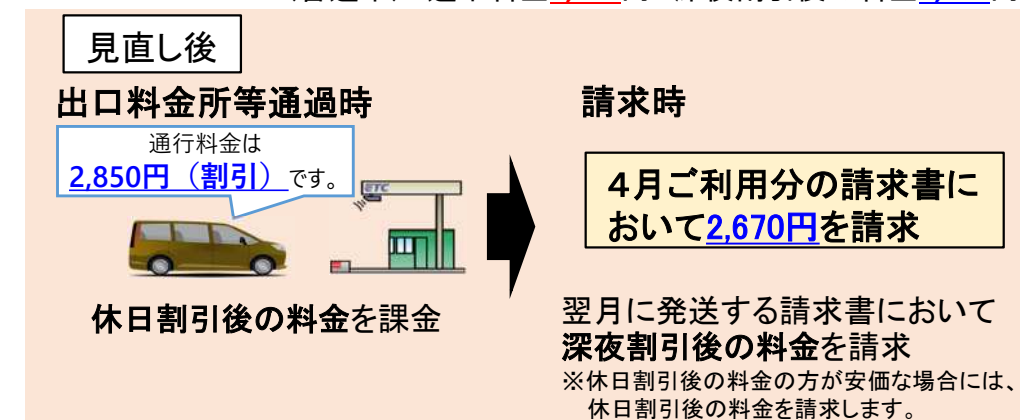 見直し後
出口料金所等通過時
通行料金は
2,850円（割引）です。
ETC
休日割引後の料金を課金
請求時
４月ご利用分の請求書に
おいて2,670円を請求
翌月に発送する請求書において
深夜割引後の料金を請求
※休日割引後の料金の方が安価な場合には、
休日割引後の料金を請求します。